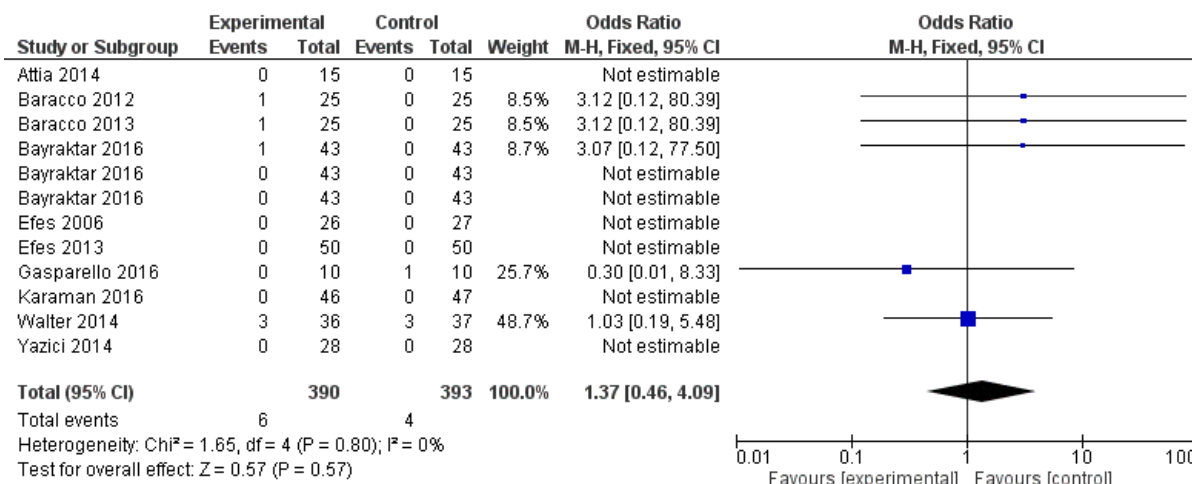 Experimental Control Odds Ratio Odds Ratio
Study or Subgroup Events Total Events Total Weight M-H, Fixed, 95% CI M-H, Fixed, 95% CI
Attia 2014 0 15 0 15 Not estimable
Baracco 2012 1 25 0 25 8.5% 3.12 [0.12, 80.39]
Baracco 2013 1 25 0 25 8.5% 3.12 [0.12, 80.39]
Bayraktar 2016 1 43 0 43 8.7% 3.07 [0.12, 77.50]
Bayraktar 2016 0 43 0 43 Not estimable
Bayraktar 2016 0 43 0 43 Not estimable
Efes 2006 0 26 0 27 Not estimable
Efes 2013 0 50 0 50 Not estimable
Gasparello 2016 0 10 1 10 25.7% 0.30 [0.01, 8.33]
Karaman 2016 0 46 0 47 Not estimable
Walter 2014 3 36 3 37 48.7% 1.03 [0.19, 5.48]
Yazici 2014 0 28 0 28 Not estimable
Total (95% CI) 390 393 100.0% 1.37 [0.46, 4.09]
Total events 6 4
Heterogeneity: Chi² = 1.65, df = 4 (P = 0.80); I² = 0%
Test for overall effect: Z = 0.57 (P = 0.57)
0.01 0.1 1 10 100
Favours [experimental] Favours [control]